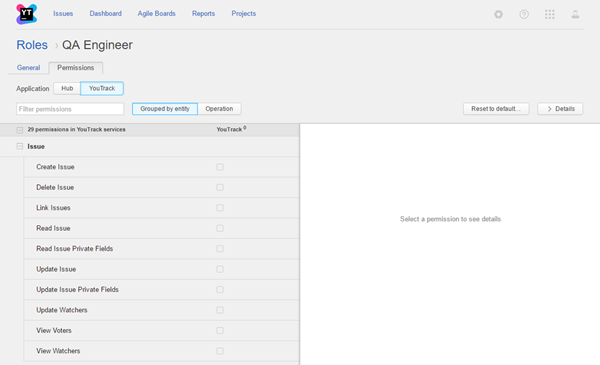 YT
Issues Dashboard Agile Boards Reports Projects
Roles › QA Engineer
General Permissions
Application Hub YouTrack
Filter permissions Grouped by entity Operation Reset to default... > Details
29 permissions in YouTrack services YouTrack 0
Issue
Create Issue
Delete Issue
Link Issues
Read Issue
Select a permission to see details
Read Issue Private Fields
Update Issue
Update Issue Private Fields
Update Watchers
View Voters
View Watchers